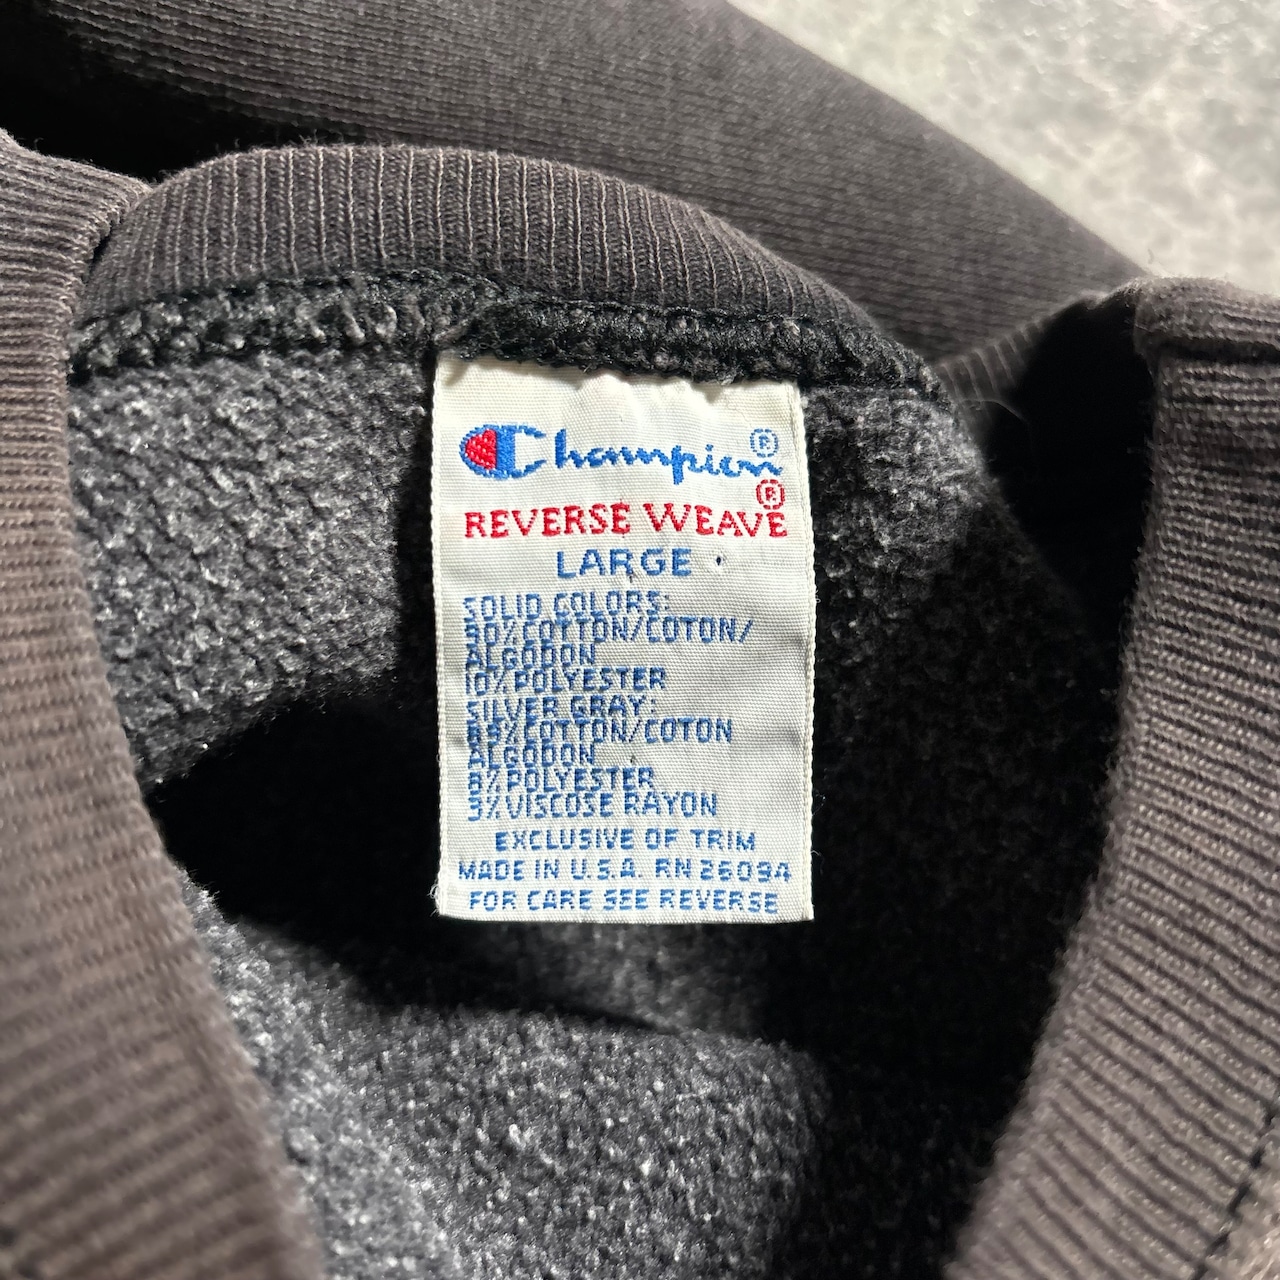 Champion®
REVERSE WEAVE®
LARGE
SOLID COLORS:
90%COTTON/COTON/
ALGODON
10%POLYESTER
SILVER GRAY:
89%COTTON/COTON
ALGODON
8%POLYESTER
3%VISCOSE RAYON
EXCLUSIVE OF TRIM
MADE IN U.S.A. RN 26094
FOR CARE SEE REVERSE